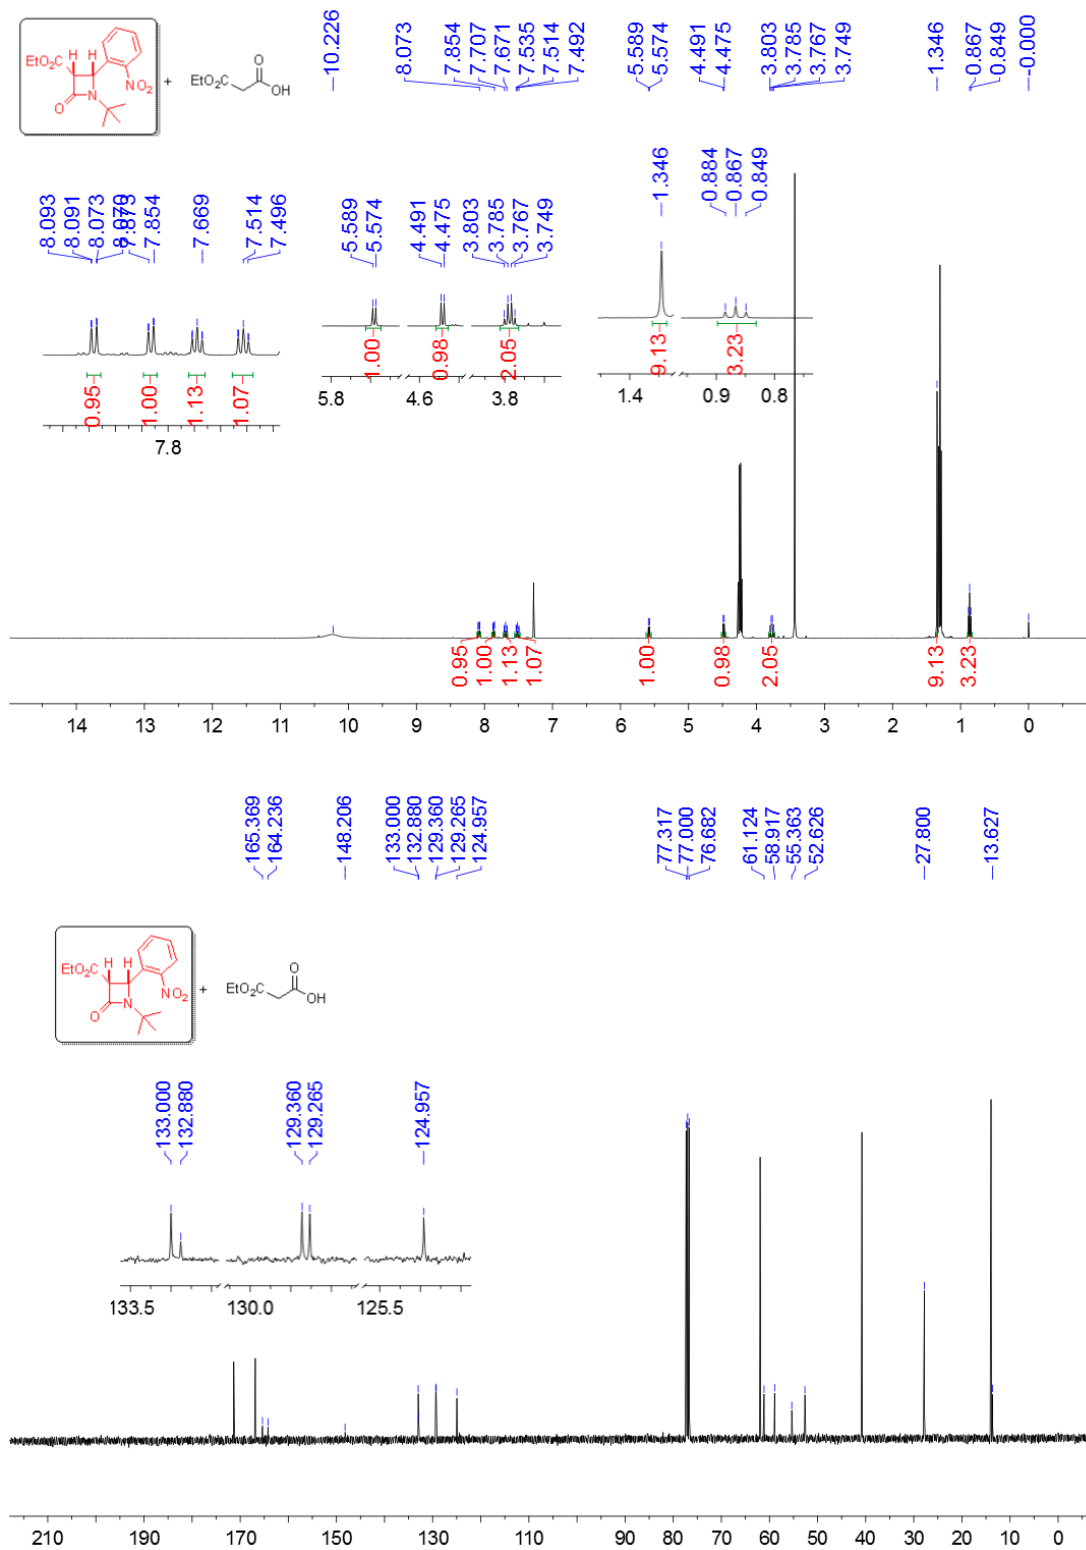 EtO₂C H H NO₂ O N + EtO₂C O OH
10.226 8.073 7.854 7.707 7.671 7.535 7.514 7.492 5.589 5.574 4.491 4.475 3.803 3.785 3.767 3.749 1.346 0.867 0.849 -0.000
8.093 8.091 8.073 7.854 7.669 7.514 7.496
5.589 5.574 4.491 4.475 3.803 3.785 3.767 3.749
1.346 0.884 0.867 0.849
0.95 1.00 1.13 1.07
1.00 0.98 2.05
9.13 3.23
7.8
5.8 4.6 3.8
1.4 0.9 0.8
0.95 1.00 1.13 1.07 1.00 0.98 2.05 9.13 3.23
14 13 12 11 10 9 8 7 6 5 4 3 2 1 0
165.369 164.236 148.206 133.000 132.880 129.360 129.265 124.957 77.317 77.000 76.682 61.124 58.917 55.363 52.626 27.800 13.627
EtO₂C H H NO₂ O N + EtO₂C O OH
133.000 132.880 129.360 129.265 124.957
133.5 130.0 125.5
210 190 170 150 130 110 90 80 70 60 50 40 30 20 10 0